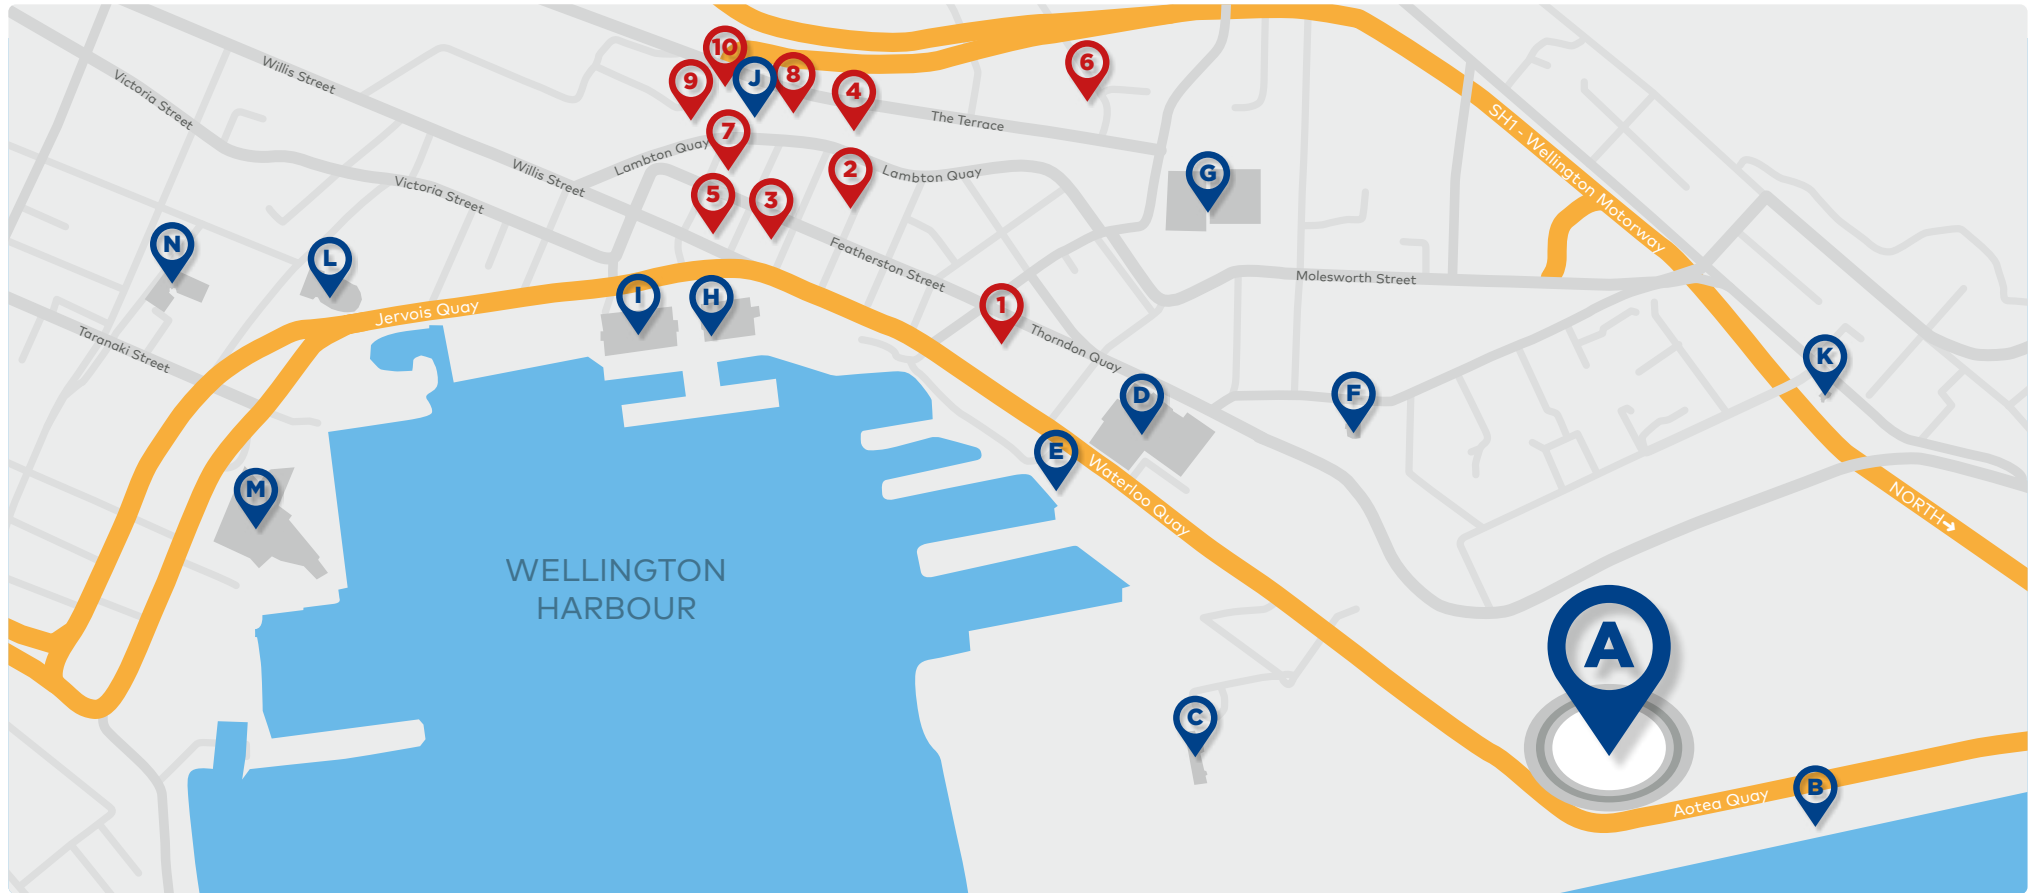 10
6
Willis Street
J
8
9
4
Victoria Street
SH1 - Wellington Motorway
The Terrace
7
Lambton Quay
2
Lambton Quay
G
Willis Street
Victoria Street
5
3
N
L
Featherston Street
Molesworth Street
I
H
1
Jervois Quay
Taranaki Street
Thorndon Quay
K
D
F
E
M
Waterloo Quay
NORTH➔
WELLINGTON
HARBOUR
A
C
B
Aotea Quay